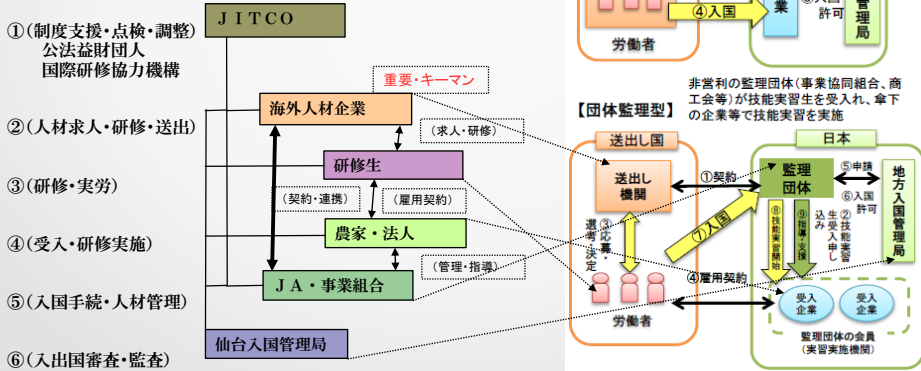 ①(制度支援・点検・調整)
公法益財団人
国際研修協力機構
ＪＩＴＣＯ
重要・キーマン
海外人材企業
②(人材求人・研修・送出)
(求人・研修)
研修生
③(研修・実労)
(契約・連携)
(雇用契約)
農家・法人
④(受入・研修実施)
(管理・指導)
ＪＡ・事業組合
⑤(入国手続・人材管理)
仙台入国管理局
⑥(入出国審査・監査)
④入国
労働者
業
許可
管理局
非営利の監理団体(事業協同組合、商
工会等)が技能実習生を受入れ、傘下
の企業等で技能実習を実施
【団体監理型】
送出し国
日本
送出し
機関
①契約
監理
団体
⑤申請
⑥入国
許可
地方入国管理局
③応募・
選考・決定
⑦入国
⑧技能実習開始
⑨指導・支援
②技能実習
生受入申し
込み
④雇用契約
労働者
受入
企業
受入
企業
監理団体の会員
(実習実施機関)